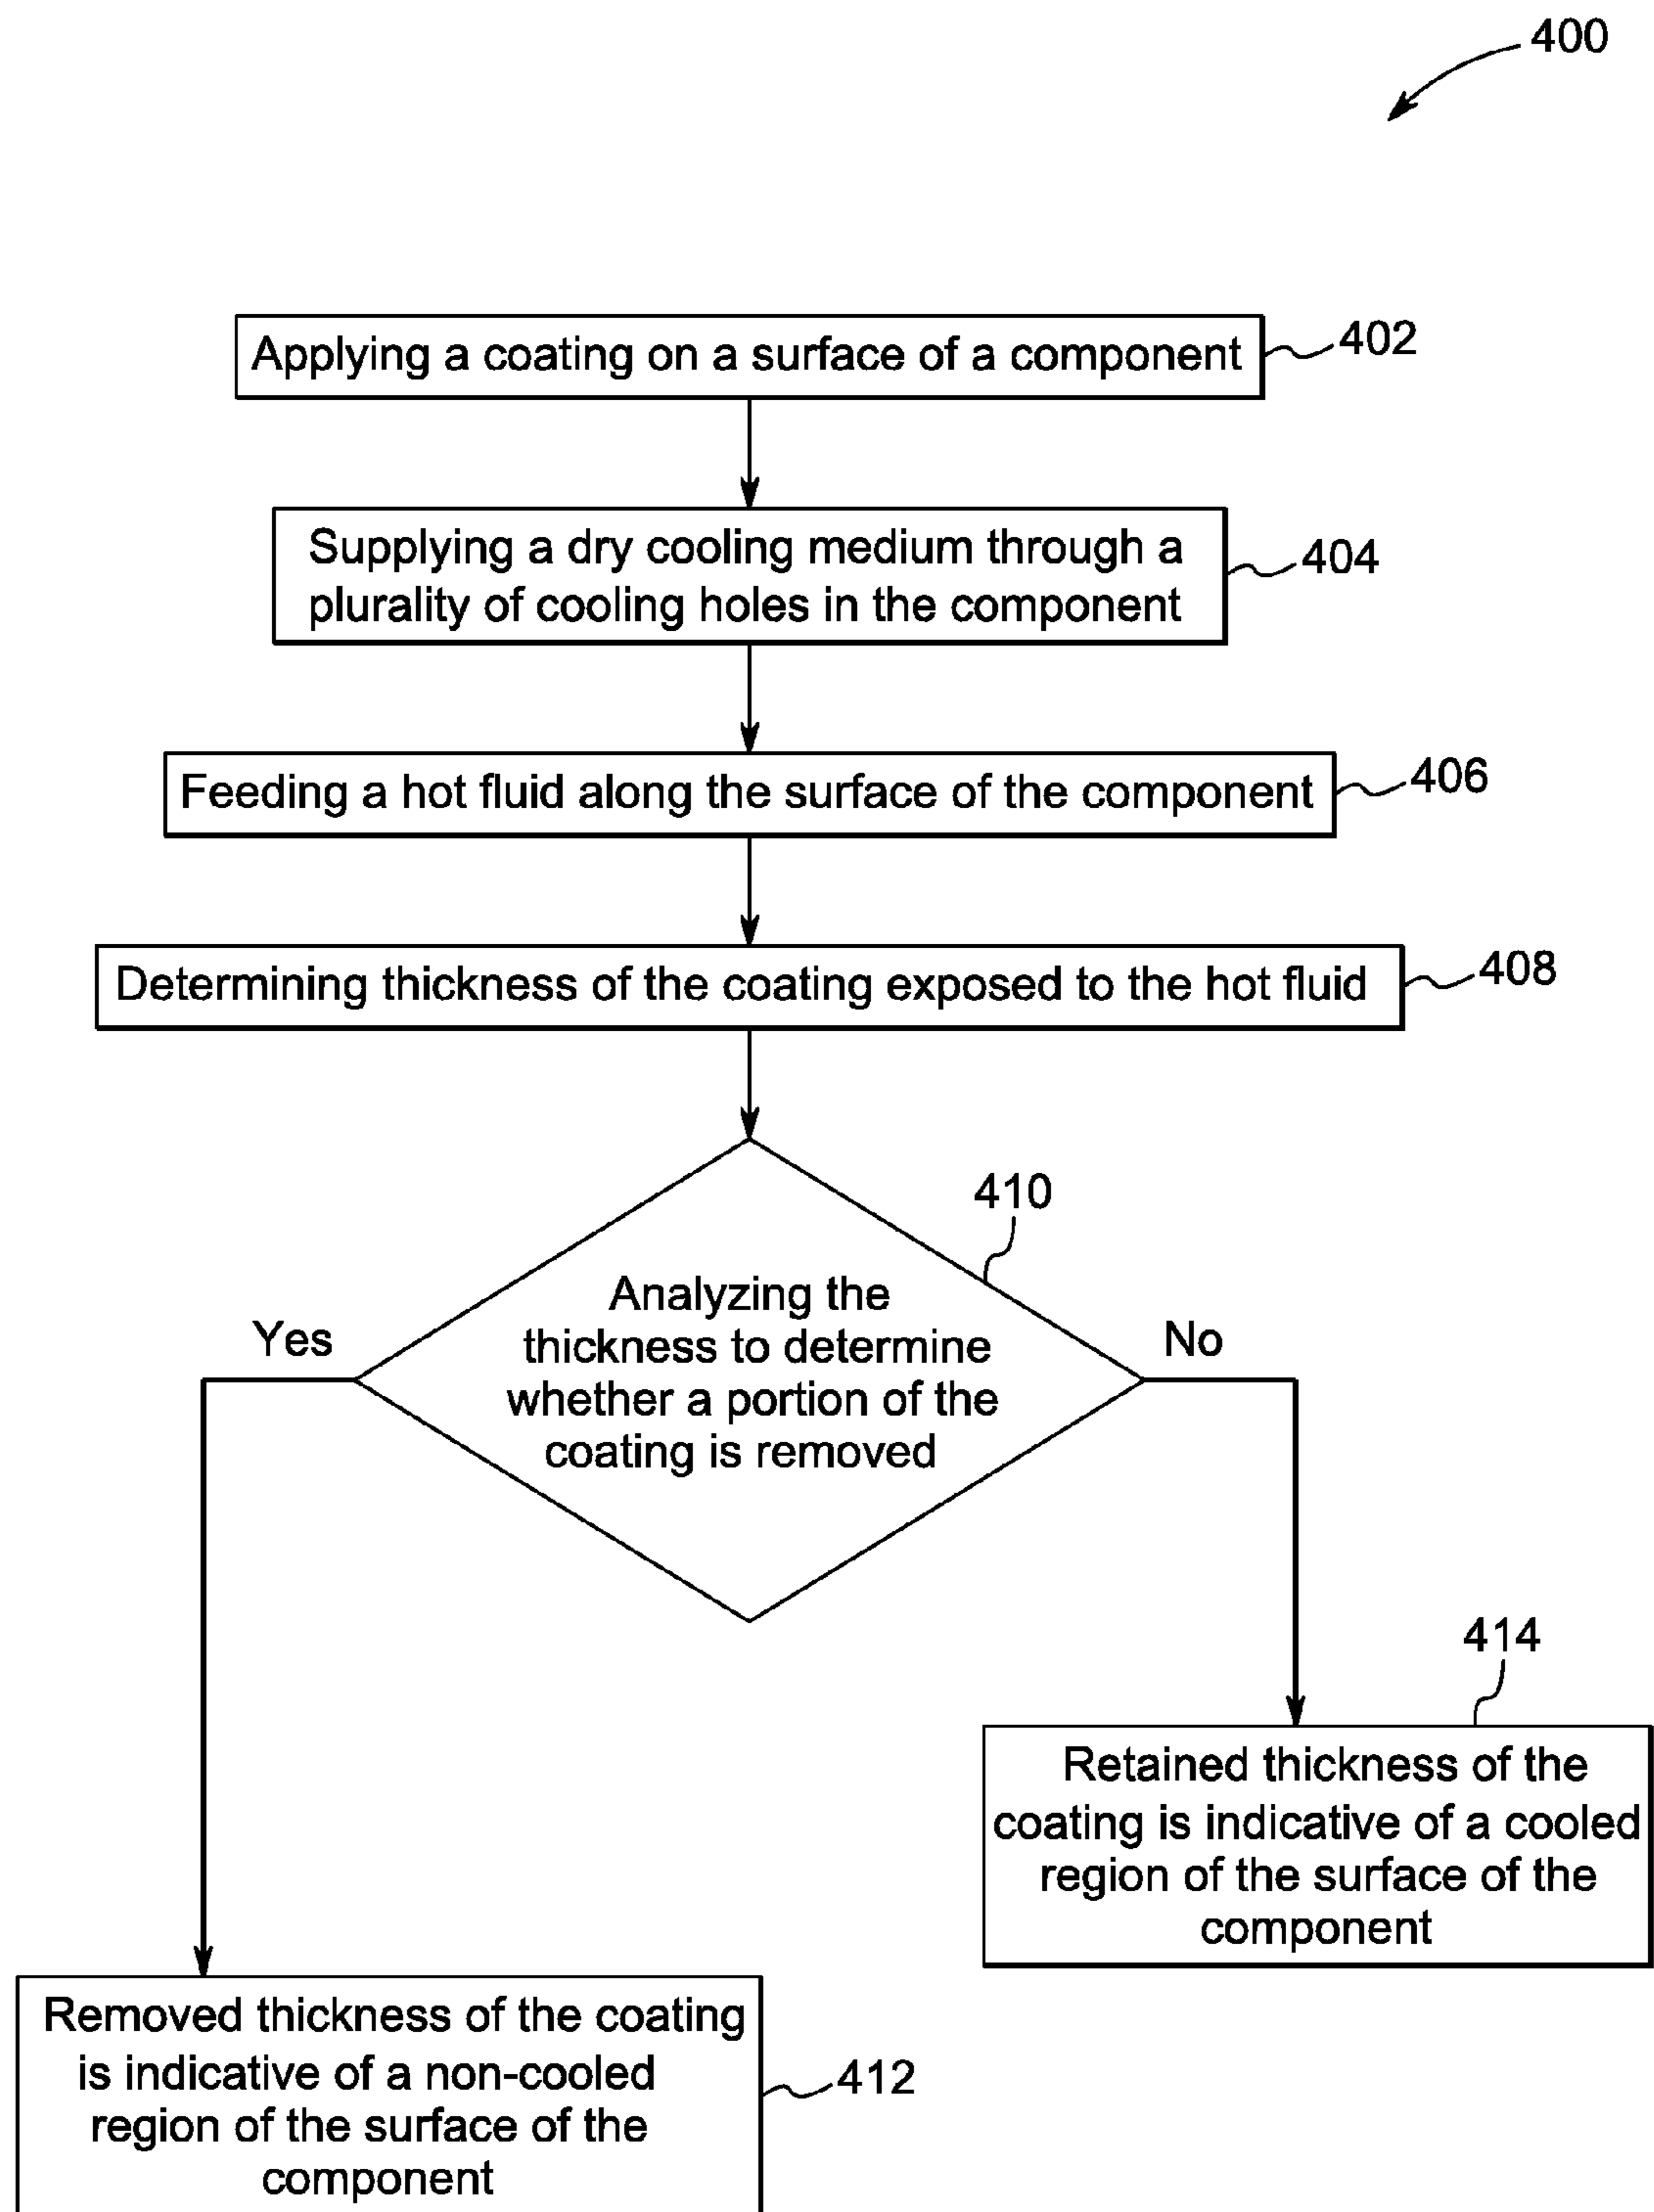 400
Applying a coating on a surface of a component
402
Supplying a dry cooling medium through a
plurality of cooling holes in the component
404
Feeding a hot fluid along the surface of the component
406
Determining thickness of the coating exposed to the hot fluid
408
410
Analyzing the
thickness to determine
whether a portion of the
coating is removed
Yes
No
414
Retained thickness of the
coating is indicative of a cooled
region of the surface of the
component
Removed thickness of the coating
is indicative of a non-cooled
region of the surface of the
component
412